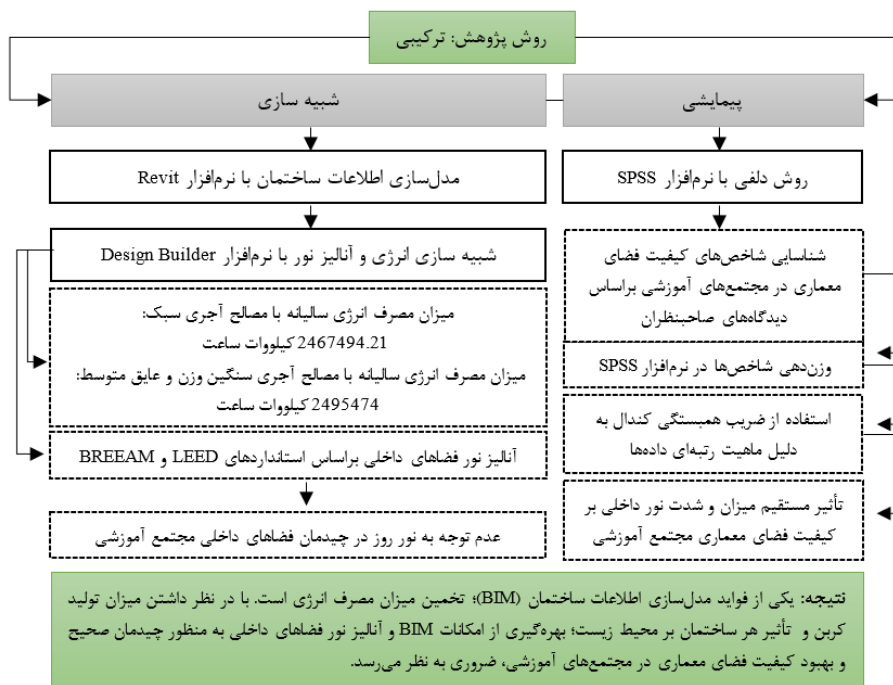 روش پژوهش: ترکیبی
پیمایشی
روش دلفی با نرم‌افزار SPSS
شناسایی شاخص‌های کیفیت فضای
معماری در مجتمع‌های آموزشی براساس
دیدگاه‌های صاحبنظران
وزن‌دهی شاخص‌ها در نرم‌افزار SPSS
استفاده از ضریب همبستگی کندال به
دلیل ماهیت رتبه‌ای داده‌ها
تأثیر مستقیم میزان و شدت نور داخلی بر
کیفیت فضای معماری مجتمع آموزشی
شبیه سازی
مدل‌سازی اطلاعات ساختمان با نرم‌افزار Revit
شبیه سازی انرژی و آنالیز نور با نرم‌افزار Design Builder
میزان مصرف انرژی سالیانه با مصالح آجری سبک:
2467494.21 کیلووات ساعت
میزان مصرف انرژی سالیانه با مصالح آجری سنگین وزن و عایق متوسط:
2495474 کیلووات ساعت
آنالیز نور فضاهای داخلی براساس استانداردهای LEED و BREEAM
عدم توجه به نور روز در چیدمان فضاهای داخلی مجتمع آموزشی
نتیجه: یکی از فواید مدل‌سازی اطلاعات ساختمان (BIM)؛ تخمین میزان مصرف انرژی است. با در نظر داشتن میزان تولید
کربن و تأثیر هر ساختمان بر محیط زیست؛ بهره‌گیری از امکانات BIM و آنالیز نور فضاهای داخلی به منظور چیدمان صحیح
و بهبود کیفیت فضای معماری در مجتمع‌های آموزشی، ضروری به نظر می‌رسد.